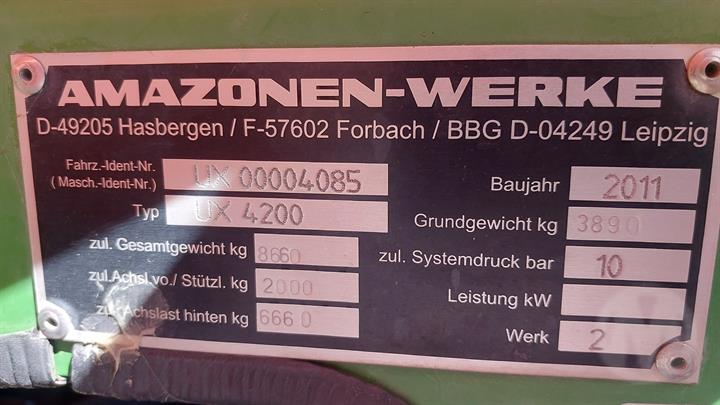 AMAZONEN-WERKE
D-49205 Hasbergen / F-57602 Forbach / BBG D-04249 Leipzig
Fahrz.-Ident-Nr.
(Masch.-Ident-Nr.) UX 00004085
Typ UX 4200
zul. Gesamtgewicht kg 8660
zul.Achsl.vo./ Stützl. kg 2000
zul.Achslast hinten kg 6660
Baujahr 2011
Grundgewicht kg 3890
zul. Systemdruck bar 10
Leistung kW
Werk 2